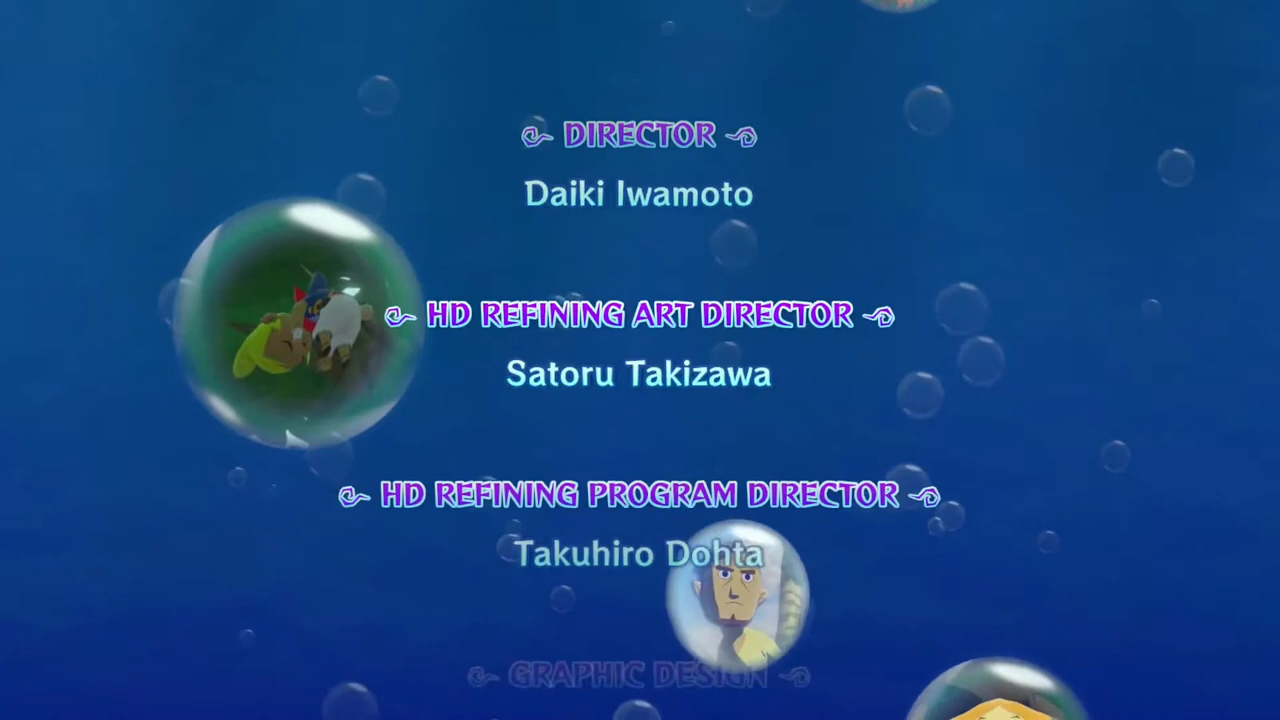 DIRECTOR
Daiki Iwamoto
HD REFINING ART DIRECTOR
Satoru Takizawa
HD REFINING PROGRAM DIRECTOR
Takuhiro Dohta
GRAPHIC DESIGN